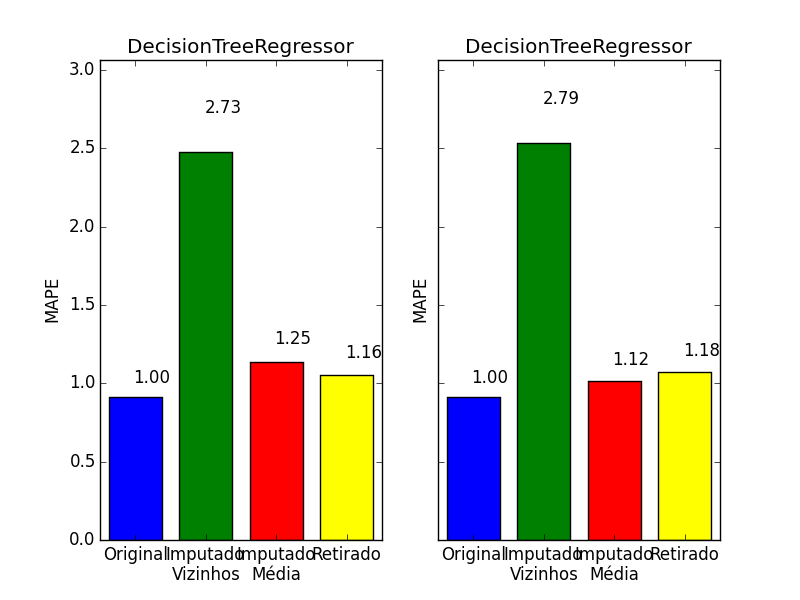 DecisionTreeRegressor
3.0
2.5
2.0
1.5
1.0
0.5
0.0
MAPE
1.00
2.73
1.25
1.16
Original
Imputado
Vizinhos
Imputado
Média
Retirado
DecisionTreeRegressor
MAPE
1.00
2.79
1.12
1.18
Original
Imputado
Vizinhos
Imputado
Média
Retirado